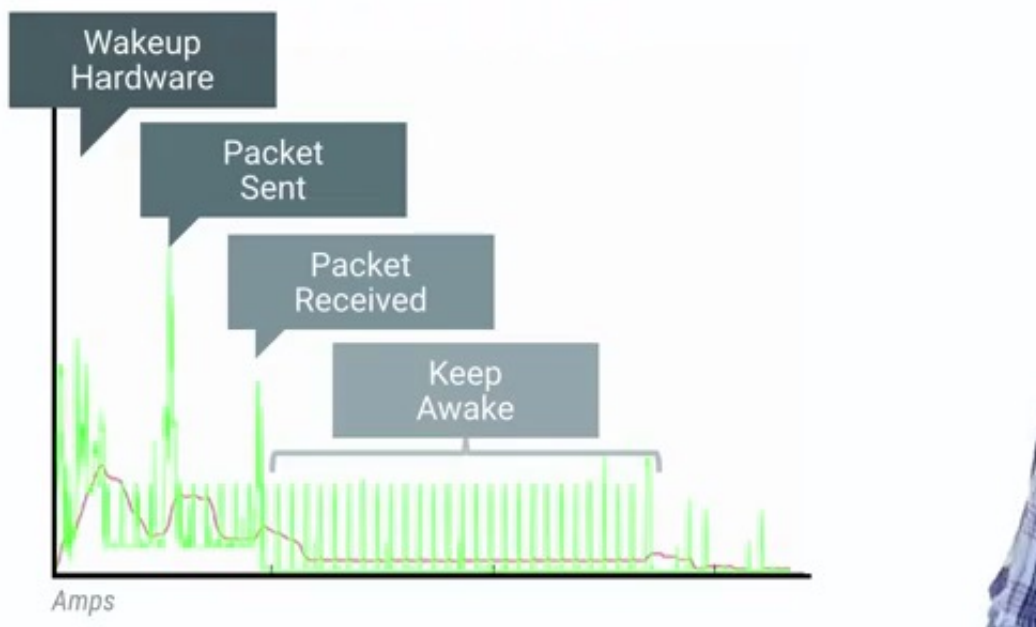 Wakeup
Hardware
Packet
Sent
Packet
Received
Keep
Awake
Amps